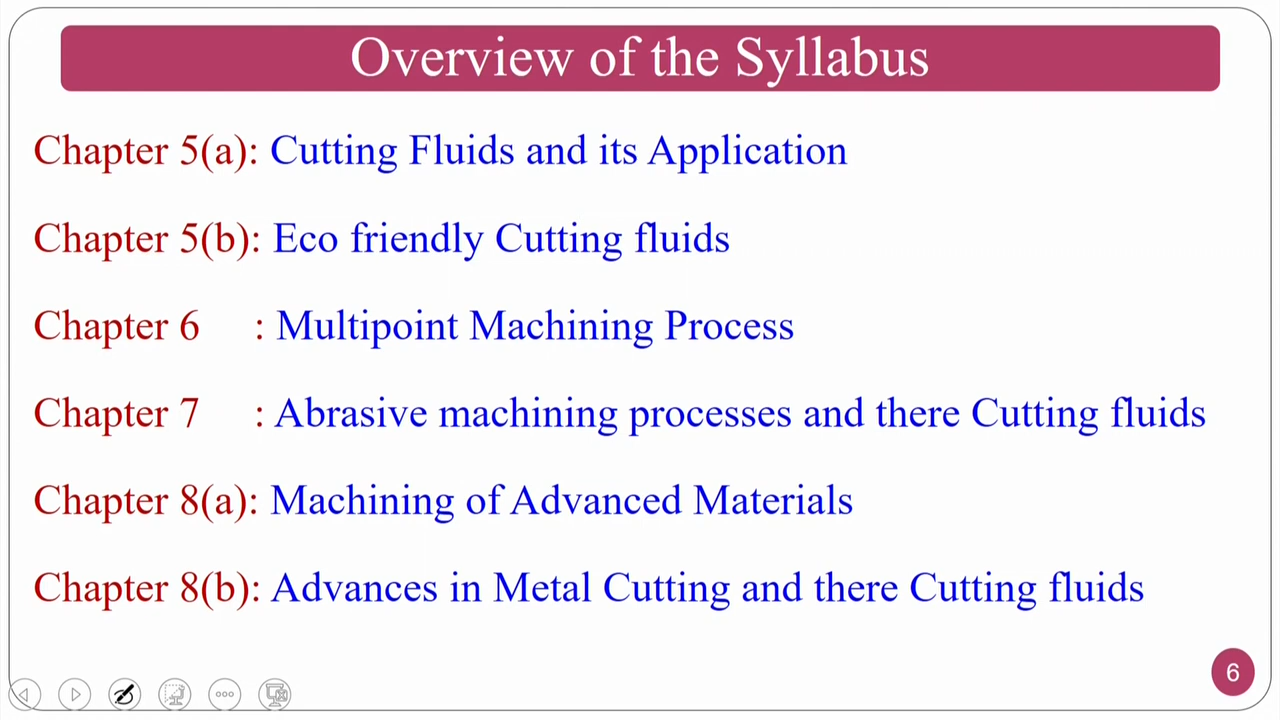 Overview of the Syllabus
Chapter 5(a): Cutting Fluids and its Application
Chapter 5(b): Eco friendly Cutting fluids
Chapter 6 : Multipoint Machining Process
Chapter 7 : Abrasive machining processes and there Cutting fluids
Chapter 8(a): Machining of Advanced Materials
Chapter 8(b): Advances in Metal Cutting and there Cutting fluids
6